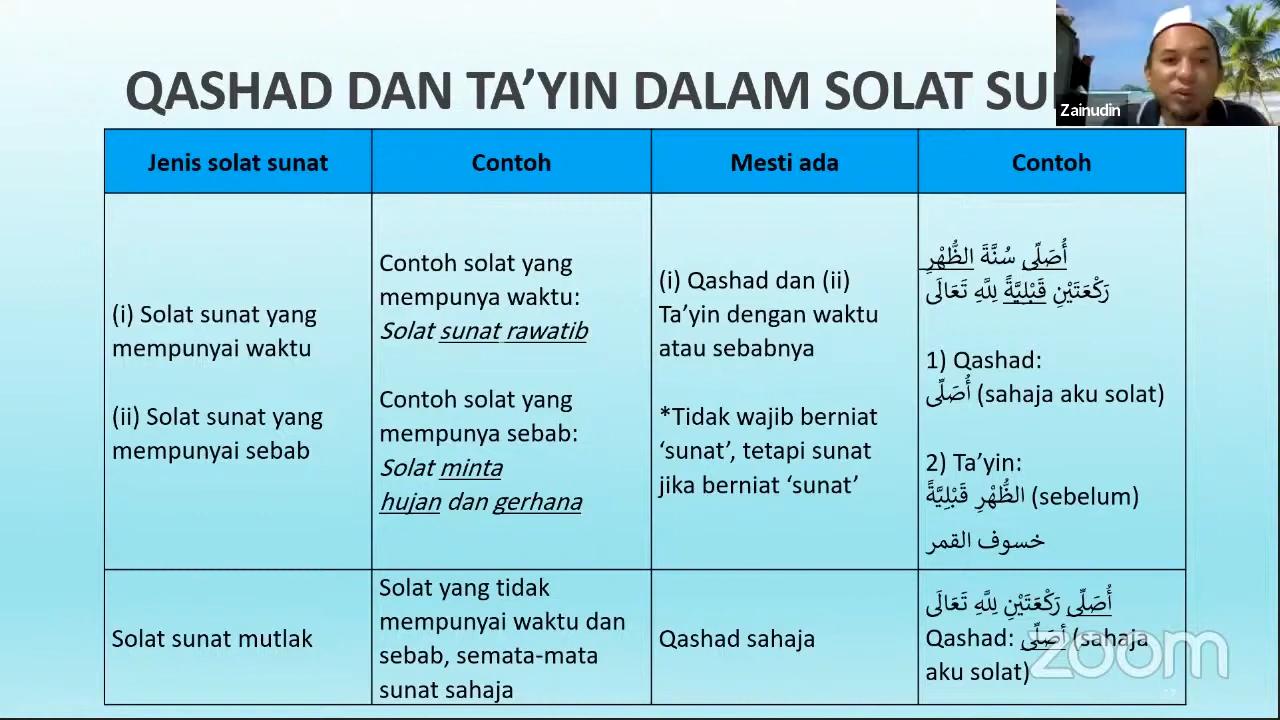 QASHAD DAN TA’YIN DALAM SOLAT
Zainudin
Jenis solat sunat
Contoh
Mesti ada
Contoh
(i) Solat sunat yang
mempunyai waktu
(ii) Solat sunat yang
mempunyai sebab
Contoh solat yang
mempunya waktu:
Solat sunat rawatib
Contoh solat yang
mempunya sebab:
Solat minta
hujan dan gerhana
(i) Qashad dan (ii)
Ta’yin dengan waktu
atau sebabnya
*Tidak wajib berniat
‘sunat’, tetapi sunat
jika berniat ‘sunat’
أُصَلِّى سُنَّةَ الظُّهْرِ
رَكْعَتَيْنِ قَبْلِيَّةً لِلَّهِ تَعَالَى
1) Qashad:
أُصَلِّى (sahaja aku solat)
2) Ta’yin:
الظُّهْرِ قَبْلِيَّةً (sebelum)
خسوف القمر
Solat sunat mutlak
Solat yang tidak
mempunyai waktu dan
sebab, semata-mata
sunat sahaja
Qashad sahaja
أُصَلِّى رَكْعَتَيْنِ لِلَّهِ تَعَالَى
Qashad: أُصَلِّى (sahaja
aku solat)
zoom